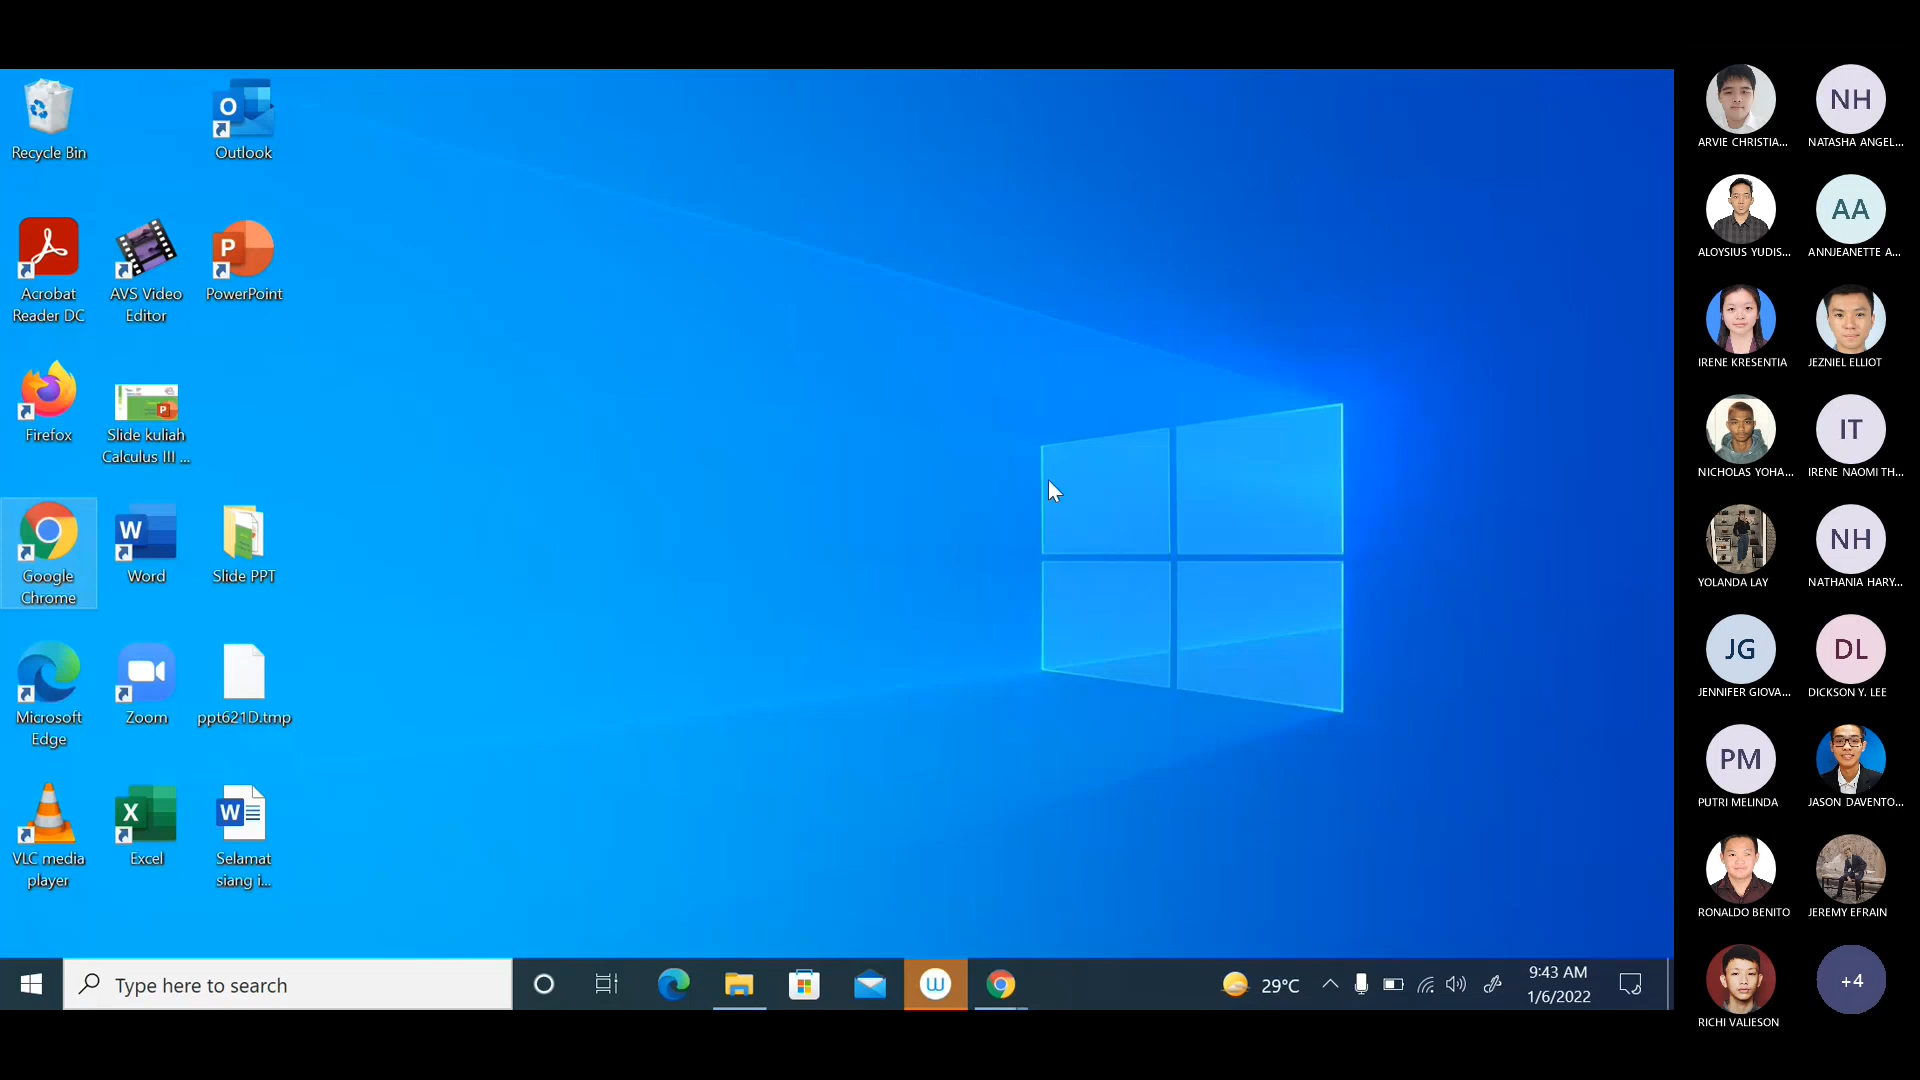 Recycle Bin
Outlook
Acrobat
Reader DC
AVS Video
Editor
PowerPoint
Firefox
Slide kuliah
Calculus III ...
Google
Chrome
Word
Slide PPT
Microsoft
Edge
Zoom
ppt621D.tmp
VLC media
player
Excel
Selamat
siang i...
Type here to search
29°C
9:43 AM
1/6/2022
ARVIE CHRISTIA...
NH
NATASHA ANGEL...
ALOYSIUS YUDIS...
AA
ANNJEANETTE A...
IRENE KRESENTIA
JEZNIEL ELLIOT
NICHOLAS YOHA...
IT
IRENE NAOMI TH...
YOLANDA LAY
NH
NATHANIA HARY...
JG
JENNIFER GIOVA...
DL
DICKSON Y. LEE
PM
PUTRI MELINDA
JASON DAVENTO...
RONALDO BENITO
JEREMY EFRAIN
RICHI VALIESON
+4